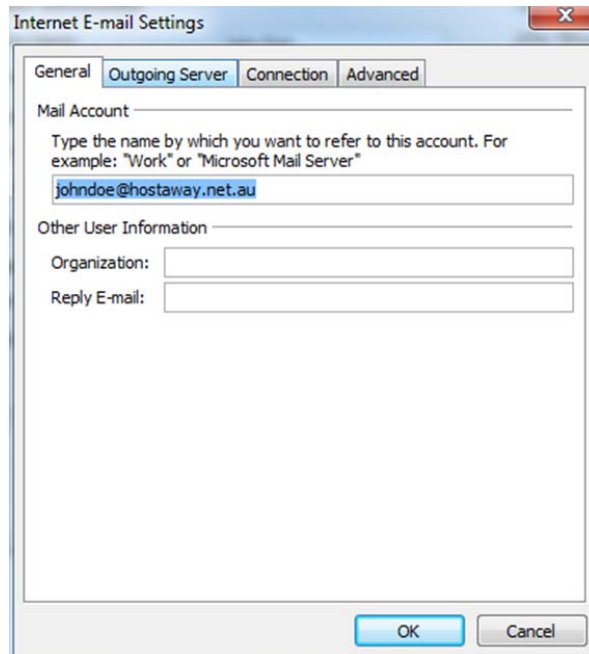 Internet E-mail Settings
General Outgoing Server Connection Advanced
Mail Account
Type the name by which you want to refer to this account. For
example: "Work" or "Microsoft Mail Server"
johndoe@hostaway.net.au
Other User Information
Organization:
Reply E-mail:
OK Cancel